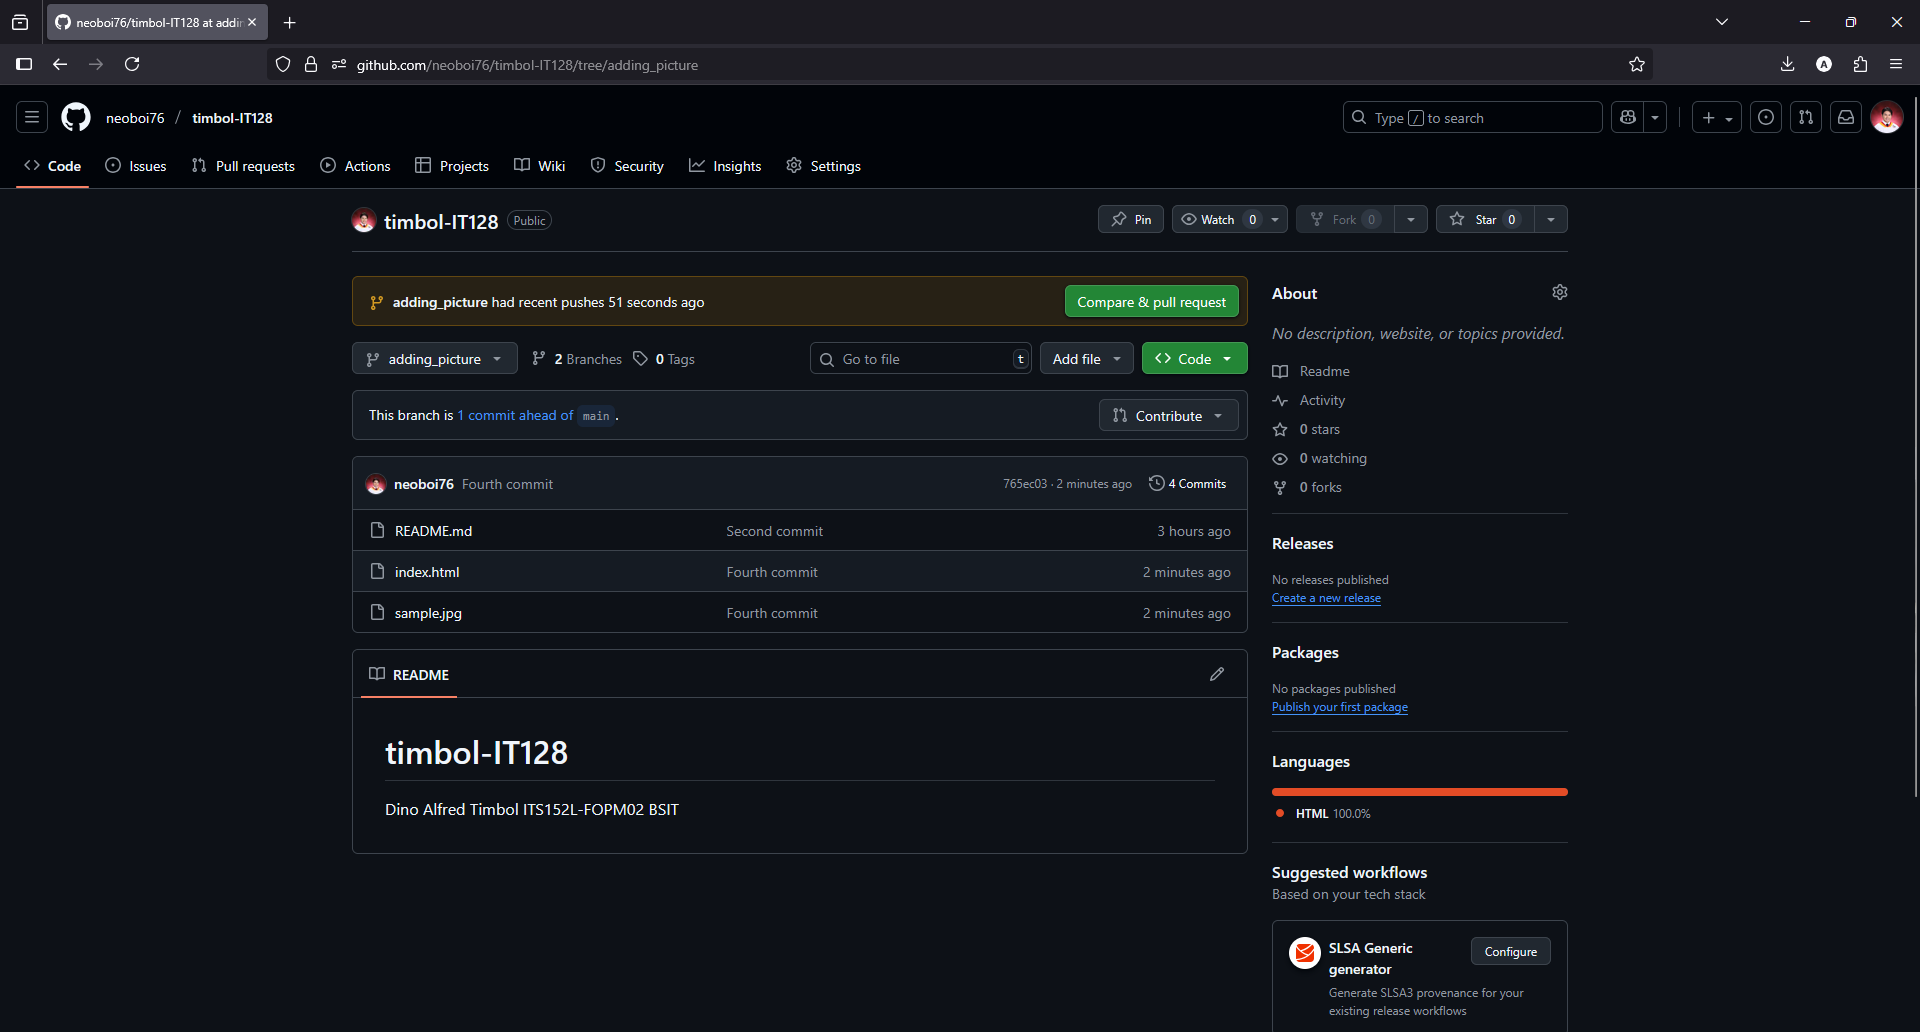 neoboi76/timbol-IT128 at addin
github.com/neoboi76/timbol-IT128/tree/adding_picture
A
neoboi76 / timbol-IT128
Type / to search
Code Issues Pull requests Actions Projects Wiki Security Insights Settings
timbol-IT128 Public
Pin Watch 0 Fork 0 Star 0
adding_picture had recent pushes 51 seconds ago
Compare & pull request
adding_picture 2 Branches 0 Tags Go to file t Add file Code
This branch is 1 commit ahead of main .
Contribute
neoboi76 Fourth commit 765ec03 · 2 minutes ago 4 Commits
README.md Second commit 3 hours ago
index.html Fourth commit 2 minutes ago
sample.jpg Fourth commit 2 minutes ago
README
timbol-IT128
Dino Alfred Timbol ITS152L-FOPM02 BSIT
About
No description, website, or topics provided.
Readme
Activity
0 stars
0 watching
0 forks
Releases
No releases published
Create a new release
Packages
No packages published
Publish your first package
Languages
HTML 100.0%
Suggested workflows
Based on your tech stack
SLSA Generic
generator
Configure
Generate SLSA3 provenance for your
existing release workflows